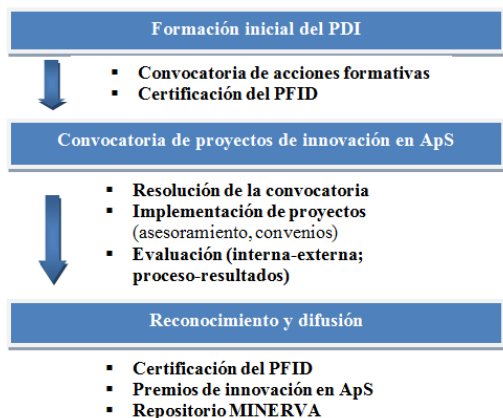 Formación inicial del PDI
▪ Convocatoria de acciones formativas
▪ Certificación del PFID
Convocatoria de proyectos de innovación en ApS
▪ Resolución de la convocatoria
▪ Implementación de proyectos
(asesoramiento, convenios)
▪ Evaluación (interna-externa;
proceso-resultados)
Reconocimiento y difusión
▪ Certificación del PFID
▪ Premios de innovación en ApS
▪ Repositorio MINERVA